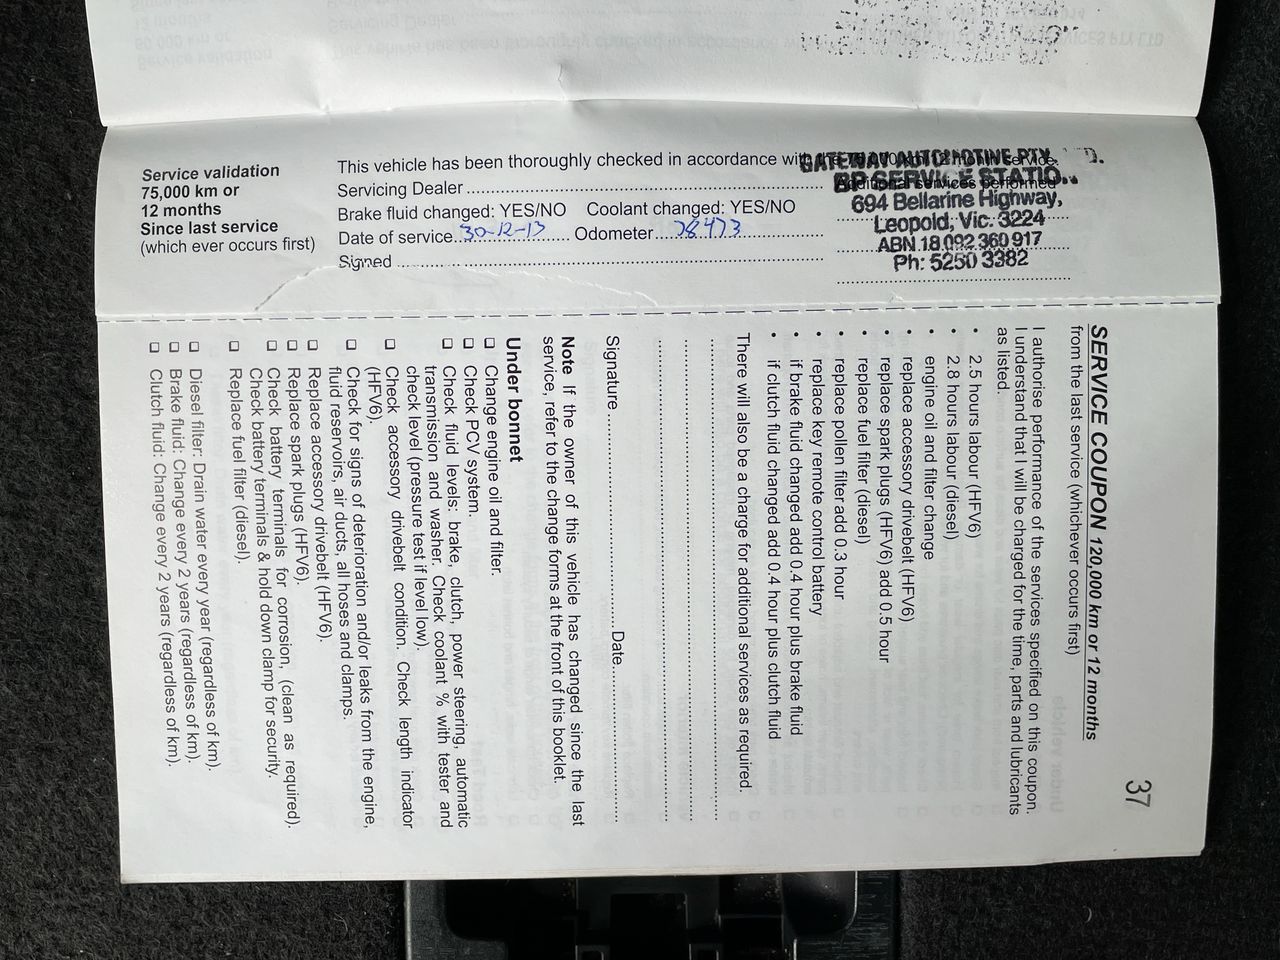 Service validation
75,000 km or
12 months
Since last service
(which ever occurs first)
This vehicle has been thoroughly checked in accordance with the 75,000 km/12 month service.
Servicing Dealer
Additional services performed
Brake fluid changed: YES/NO Coolant changed: YES/NO
Date of service 30-12-13 Odometer 78473
Signed
GATEWAY AUTOMOTIVE PTY. LTD.
BP SERVICE STATIO
694 Bellarine Highway,
Leopold, Vic. 3224
ABN 18 092 360 917
Ph: 5250 3382
37
SERVICE COUPON 120,000 km or 12 months
from the last service (whichever occurs first)
I authorise performance of the services specified on this coupon.
I understand that I will be charged for the time, parts and lubricants
as listed.
• 2.5 hours labour (HFV6)
• 2.8 hours labour (diesel)
• engine oil and filter change
• replace accessory drivebelt (HFV6)
• replace spark plugs (HFV6) add 0.5 hour
• replace fuel filter (diesel)
• replace pollen filter add 0.3 hour
• replace key remote control battery
• if brake fluid changed add 0.4 hour plus brake fluid
• if clutch fluid changed add 0.4 hour plus clutch fluid
There will also be a charge for additional services as required.
Signature Date
Note If the owner of this vehicle has changed since the last
service, refer to the change forms at the front of this booklet.
Under bonnet
❑ Change engine oil and filter.
❑ Check PCV system.
❑ Check fluid levels: brake, clutch, power steering, automatic
transmission and washer. Check coolant % with tester and
check level (pressure test if level low).
❑ Check accessory drivebelt condition. Check length indicator
(HFV6).
❑ Check for signs of deterioration and/or leaks from the engine,
fluid reservoirs, air ducts, all hoses and clamps.
❑ Replace accessory drivebelt (HFV6).
❑ Replace spark plugs (HFV6).
❑ Check battery terminals for corrosion, (clean as required).
Check battery terminals & hold down clamp for security.
❑ Replace fuel filter (diesel).
❑ Diesel filter: Drain water every year (regardless of km).
❑ Brake fluid: Change every 2 years (regardless of km).
❑ Clutch fluid: Change every 2 years (regardless of km).